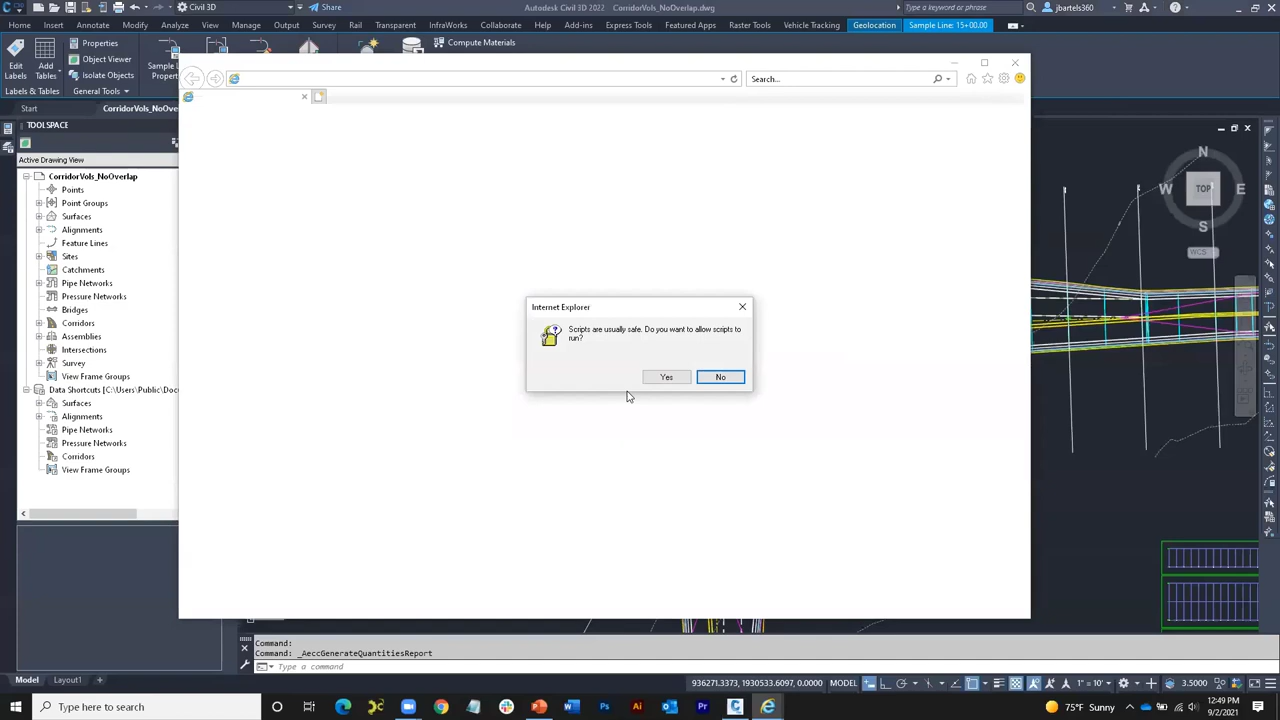 Civil 3D
Share
Autodesk Civil 3D 2022 CorridorVols_NoOverlap.dwg
Type a keyword or phrase
jbartels360
Home Insert Annotate Modify Analyze View Manage Output Survey Rail Transparent InfraWorks Collaborate Help Add-ins Express Tools Featured Apps Raster Tools Vehicle Tracking Geolocation Sample Line: 15+00.00
Edit
Labels
Add
Tables
Properties
Object Viewer
Isolate Objects
Labels & Tables
General Tools
Sample L
Propert
Compute Materials
Start
CorridorVols_NoOve
TOOLSPACE
Active Drawing View
CorridorVols_NoOverlap
Points
Point Groups
Surfaces
Alignments
Feature Lines
Sites
Catchments
Pipe Networks
Pressure Networks
Bridges
Corridors
Assemblies
Intersections
Survey
View Frame Groups
Data Shortcuts [C:\Users\Public\Doc
Surfaces
Alignments
Pipe Networks
Pressure Networks
Corridors
View Frame Groups
Search...
Internet Explorer
Scripts are usually safe. Do you want to allow scripts to
run?
Yes
No
N
W
TOP
E
S
WCS
Command:
Command: _AeccGenerateQuantitiesReport
Type a command
Model
Layout1
936271.3373, 1930533.6097, 0.0000
MODEL
1" = 10'
3.5000
Type here to search
75°F Sunny
12:49 PM
9/2/2021